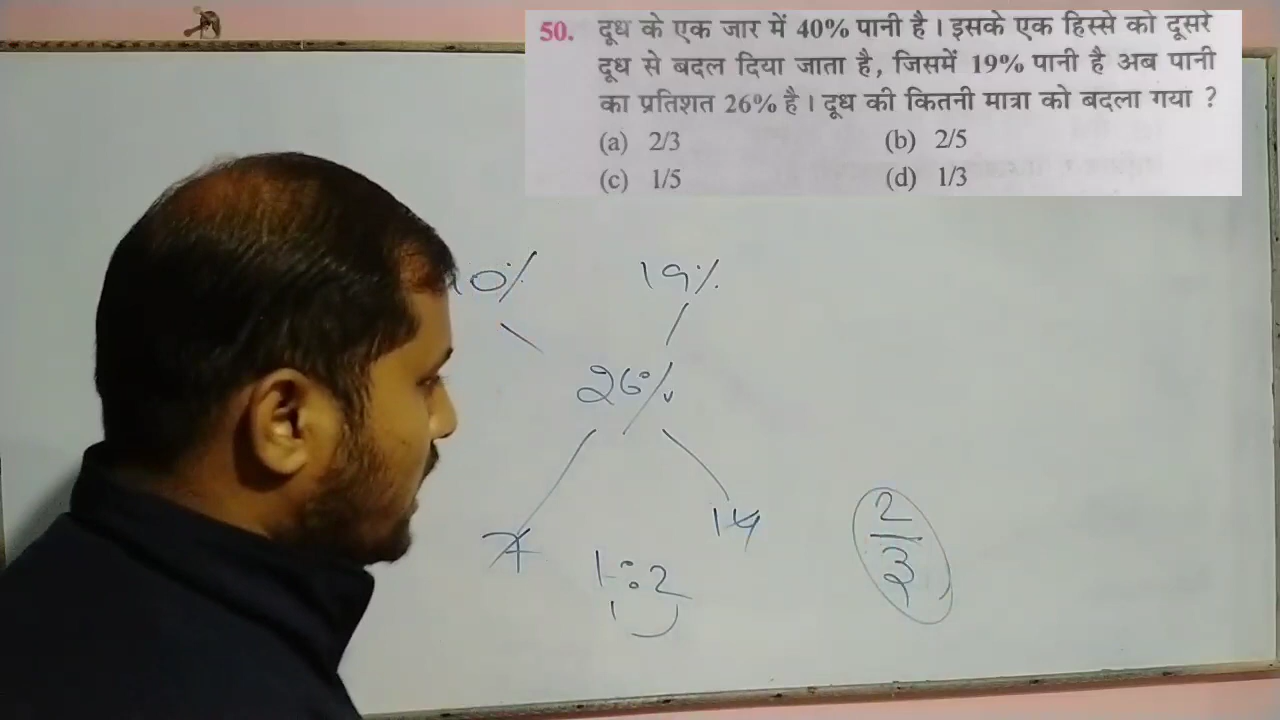 50. दूध के एक जार में 40% पानी है। इसके एक हिस्से को दूसरे
दूध से बदल दिया जाता है, जिसमें 19% पानी है अब पानी
का प्रतिशत 26% है। दूध की कितनी मात्रा को बदला गया ?
(a) 2/3 (b) 2/5
(c) 1/5 (d) 1/3
40% 19%
26%
7 14
1:2
2/3